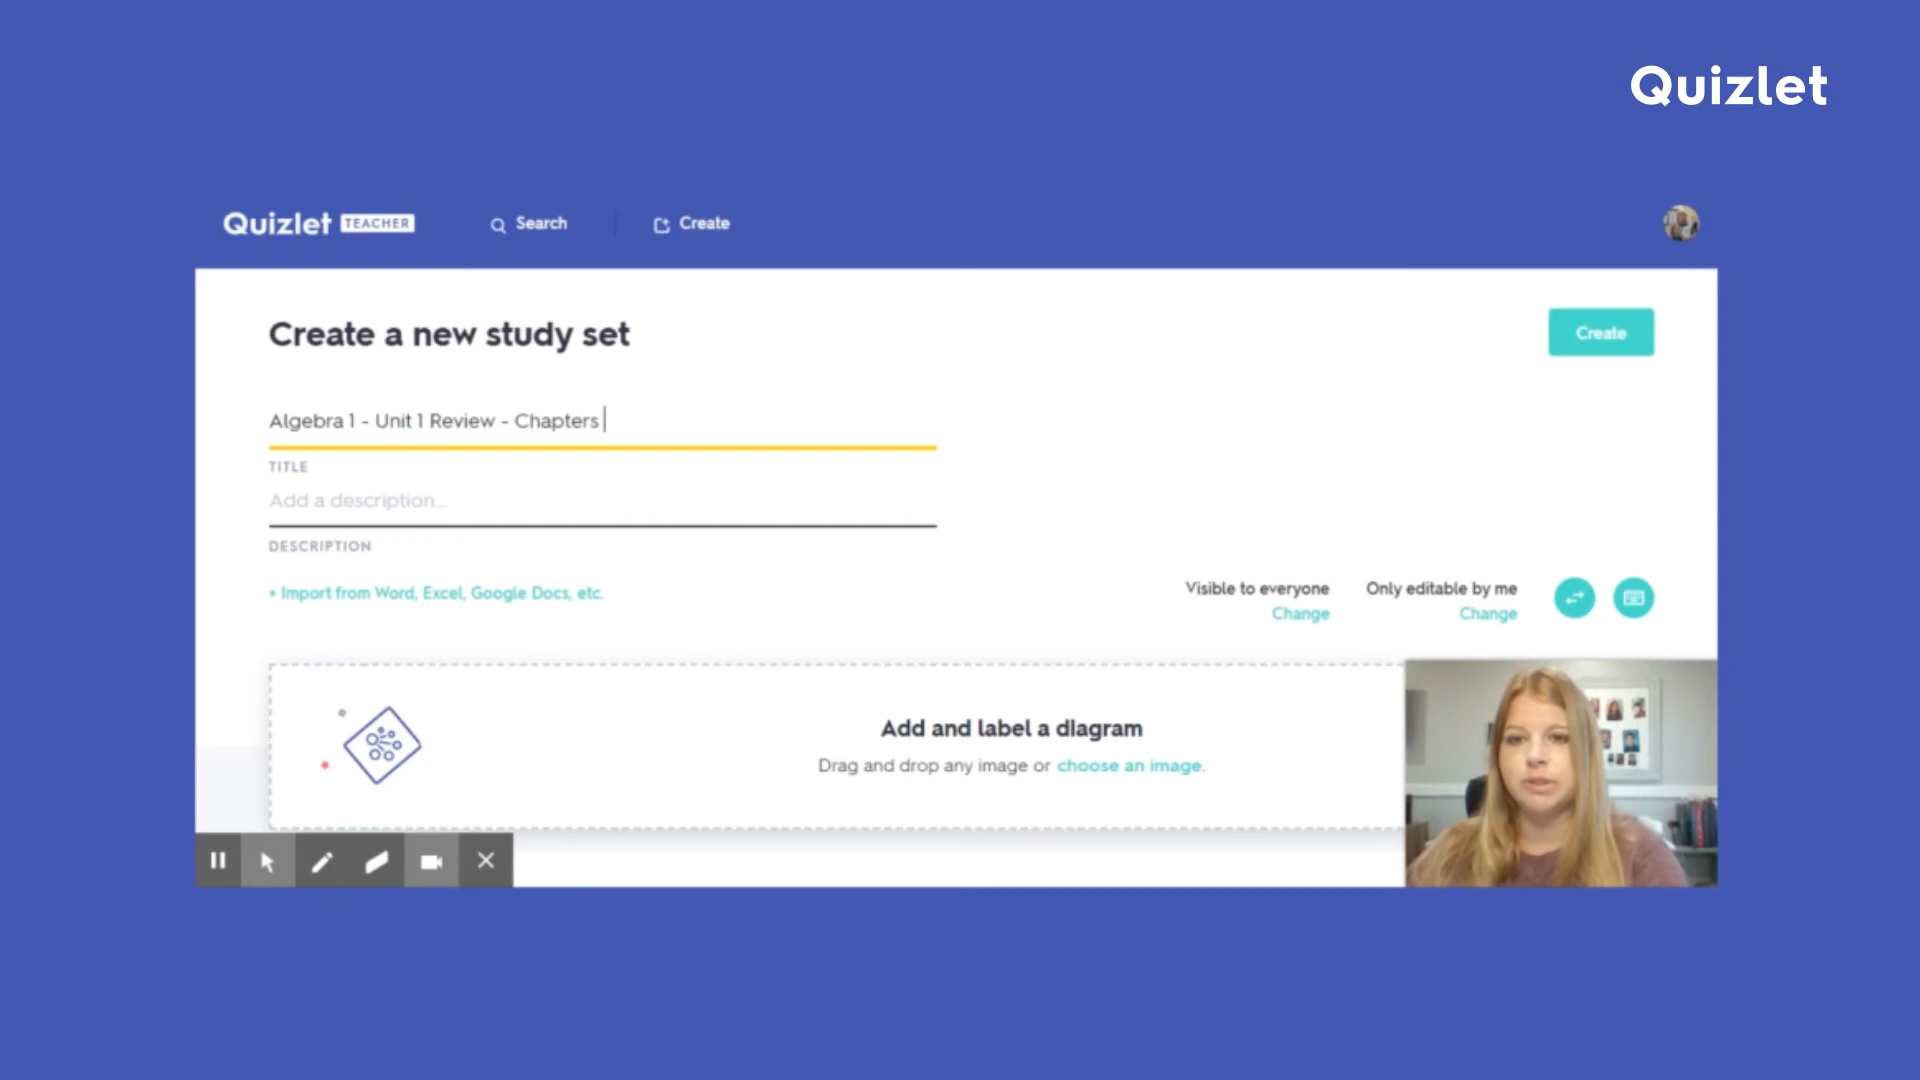 Quizlet
Quizlet TEACHER
Search
Create
Create a new study set
Create
Algebra 1 - Unit 1 Review - Chapters
TITLE
Add a description...
DESCRIPTION
+ Import from Word, Excel, Google Docs, etc.
Visible to everyone
Change
Only editable by me
Change
Add and label a diagram
Drag and drop any image or choose an image.